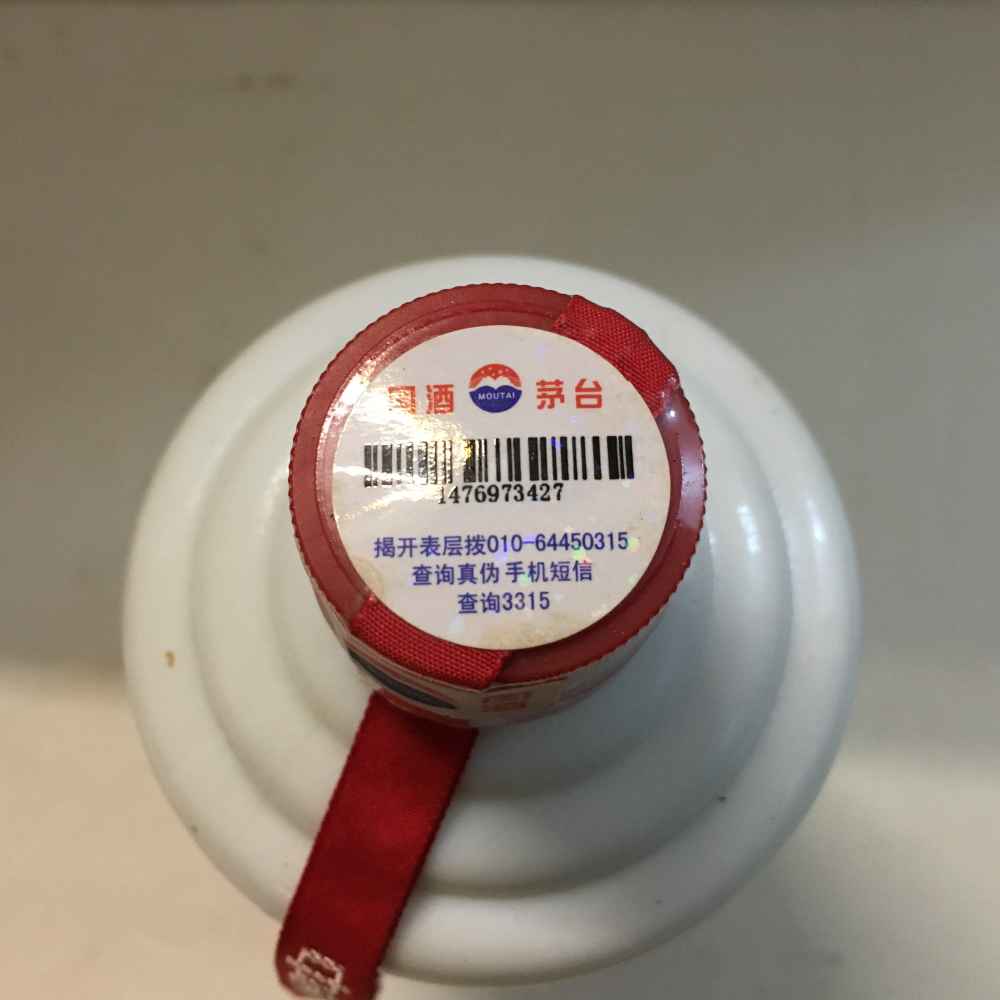 国酒 MOUTAI 茅台
1476973427
揭开表层拨010-64450315
查询真伪 手机短信
查询3315